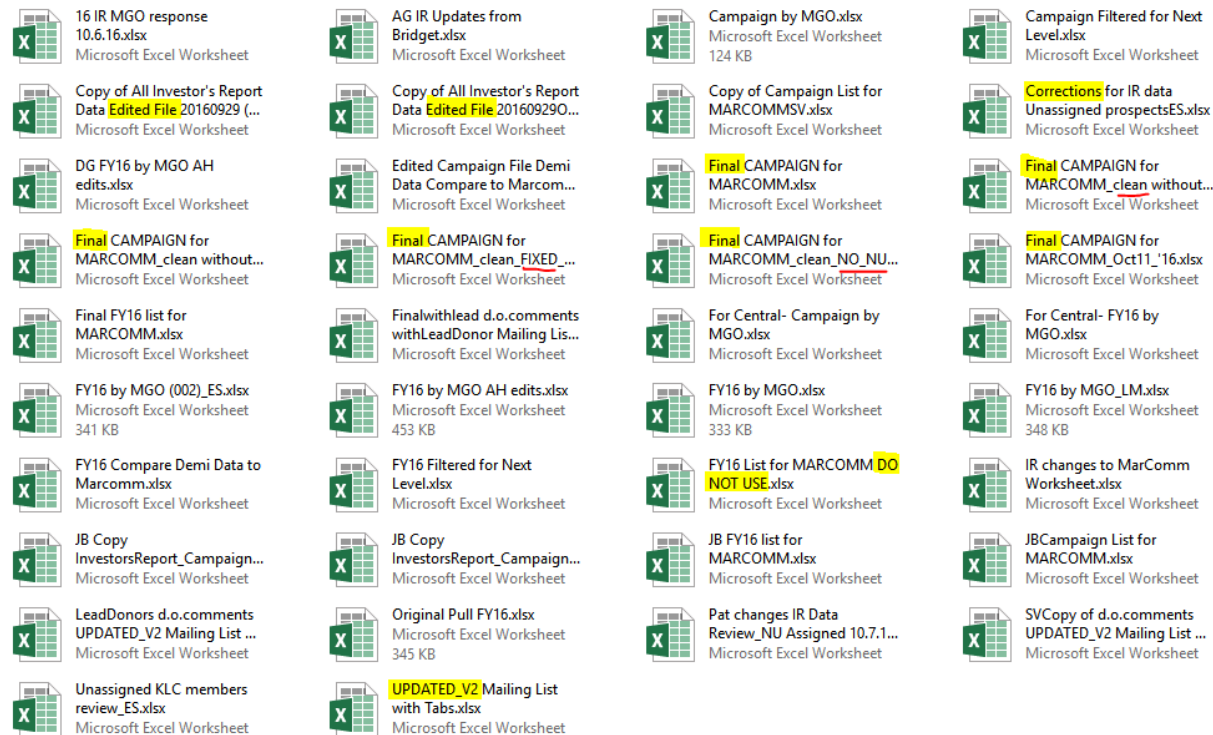 16 IR MGO response
10.6.16.xlsx
Microsoft Excel Worksheet
AG IR Updates from
Bridget.xlsx
Microsoft Excel Worksheet
Campaign by MGO.xlsx
Microsoft Excel Worksheet
124 KB
Campaign Filtered for Next
Level.xlsx
Microsoft Excel Worksheet
Copy of All Investor's Report
Data Edited File 20160929 (...
Microsoft Excel Worksheet
Copy of All Investor's Report
Data Edited File 20160929O...
Microsoft Excel Worksheet
Copy of Campaign List for
MARCOMMSV.xlsx
Microsoft Excel Worksheet
Corrections for IR data
Unassigned prospectsES.xlsx
Microsoft Excel Worksheet
DG FY16 by MGO AH
edits.xlsx
Microsoft Excel Worksheet
Edited Campaign File Demi
Data Compare to Marcom...
Microsoft Excel Worksheet
Final CAMPAIGN for
MARCOMM.xlsx
Microsoft Excel Worksheet
Final CAMPAIGN for
MARCOMM_clean without...
Microsoft Excel Worksheet
Final CAMPAIGN for
MARCOMM_clean without...
Microsoft Excel Worksheet
Final CAMPAIGN for
MARCOMM_clean_FIXED_...
Microsoft Excel Worksheet
Final CAMPAIGN for
MARCOMM_clean_NO_NU...
Microsoft Excel Worksheet
Final CAMPAIGN for
MARCOMM_Oct11_'16.xlsx
Microsoft Excel Worksheet
Final FY16 list for
MARCOMM.xlsx
Microsoft Excel Worksheet
Finalwithlead d.o.comments
withLeadDonor Mailing Lis...
Microsoft Excel Worksheet
For Central- Campaign by
MGO.xlsx
Microsoft Excel Worksheet
For Central- FY16 by
MGO.xlsx
Microsoft Excel Worksheet
FY16 by MGO (002)_ES.xlsx
Microsoft Excel Worksheet
341 KB
FY16 by MGO AH edits.xlsx
Microsoft Excel Worksheet
453 KB
FY16 by MGO.xlsx
Microsoft Excel Worksheet
333 KB
FY16 by MGO_LM.xlsx
Microsoft Excel Worksheet
348 KB
FY16 Compare Demi Data to
Marcomm.xlsx
Microsoft Excel Worksheet
FY16 Filtered for Next
Level.xlsx
Microsoft Excel Worksheet
FY16 List for MARCOMM DO
NOT USE.xlsx
Microsoft Excel Worksheet
IR changes to MarComm
Worksheet.xlsx
Microsoft Excel Worksheet
JB Copy
InvestorsReport_Campaign...
Microsoft Excel Worksheet
JB Copy
InvestorsReport_Campaign...
Microsoft Excel Worksheet
JB FY16 list for
MARCOMM.xlsx
Microsoft Excel Worksheet
JBCampaign List for
MARCOMM.xlsx
Microsoft Excel Worksheet
LeadDonors d.o.comments
UPDATED_V2 Mailing List ...
Microsoft Excel Worksheet
Original Pull FY16.xlsx
Microsoft Excel Worksheet
345 KB
Pat changes IR Data
Review_NU Assigned 10.7.1...
Microsoft Excel Worksheet
SVCopy of d.o.comments
UPDATED_V2 Mailing List ...
Microsoft Excel Worksheet
Unassigned KLC members
review_ES.xlsx
Microsoft Excel Worksheet
UPDATED_V2 Mailing List
with Tabs.xlsx
Microsoft Excel Worksheet